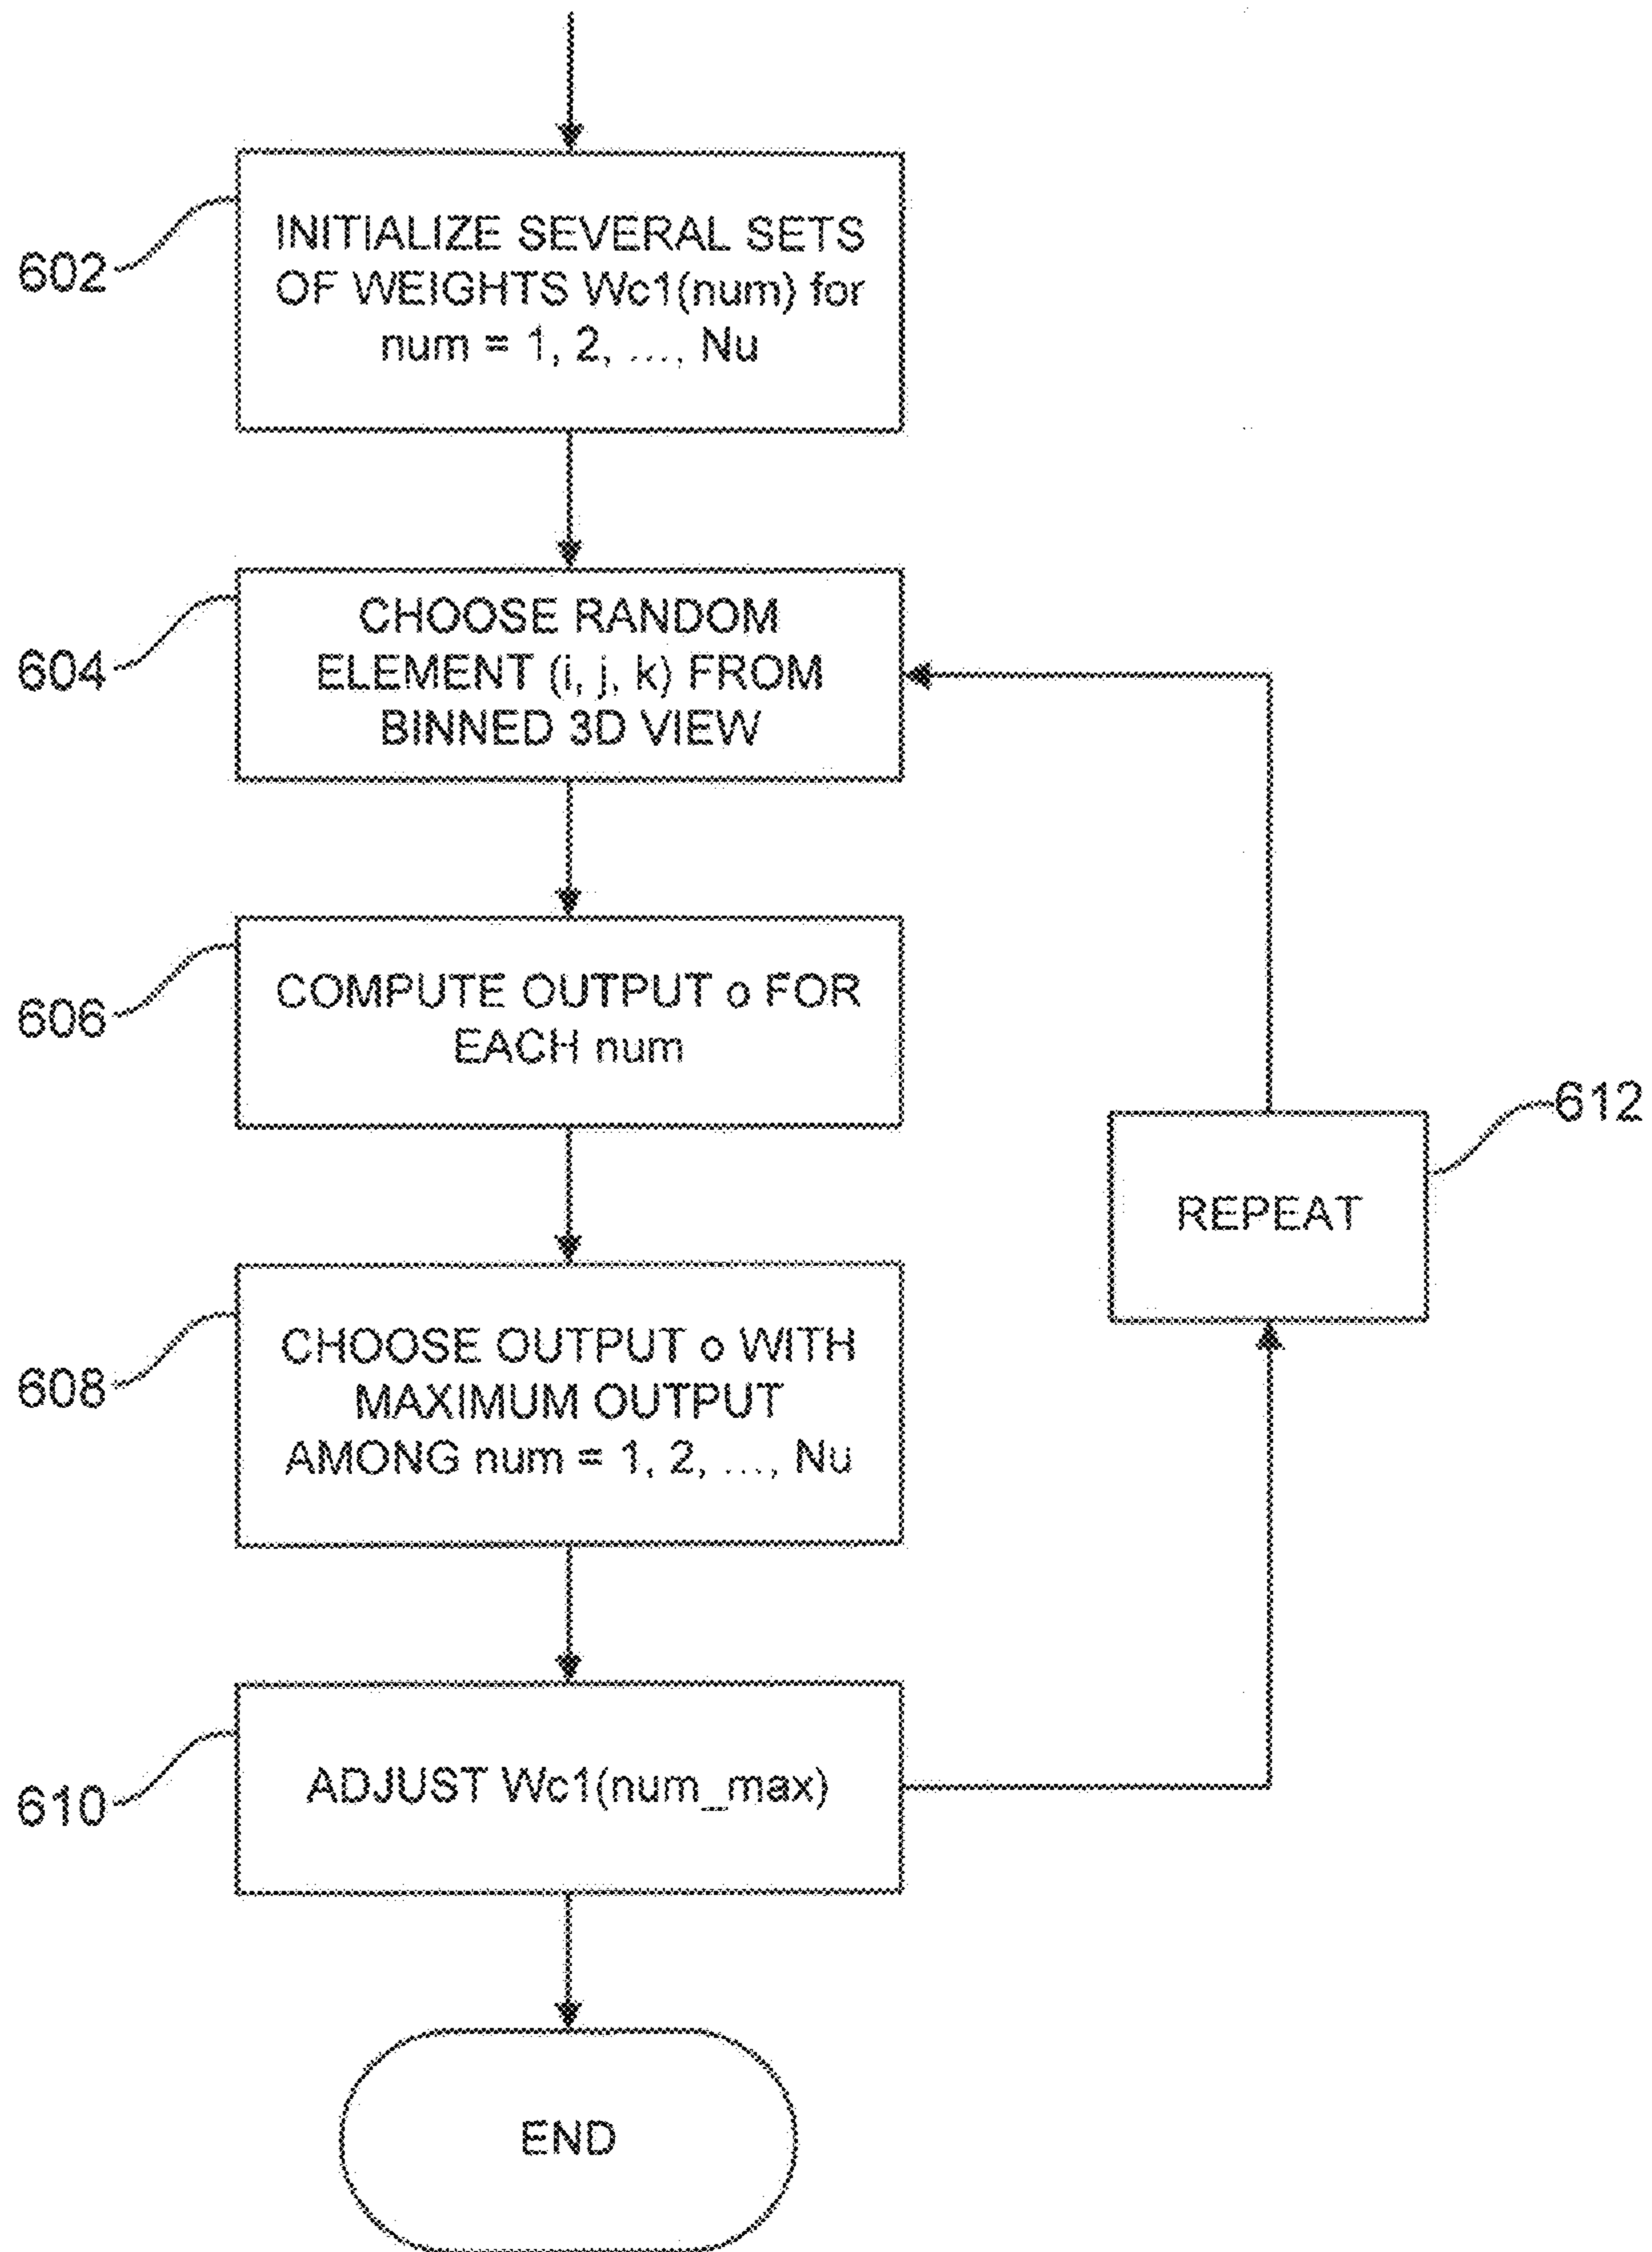 602
INITIALIZE SEVERAL SETS
OF WEIGHTS Wc1(num) for
num = 1, 2, ..., Nu
604
CHOOSE RANDOM
ELEMENT (i, j, k) FROM
BINNED 3D VIEW
606
COMPUTE OUTPUT o FOR
EACH num
612
REPEAT
608
CHOOSE OUTPUT o WITH
MAXIMUM OUTPUT
AMONG num = 1, 2, ..., Nu
610
ADJUST Wc1(num_max)
END